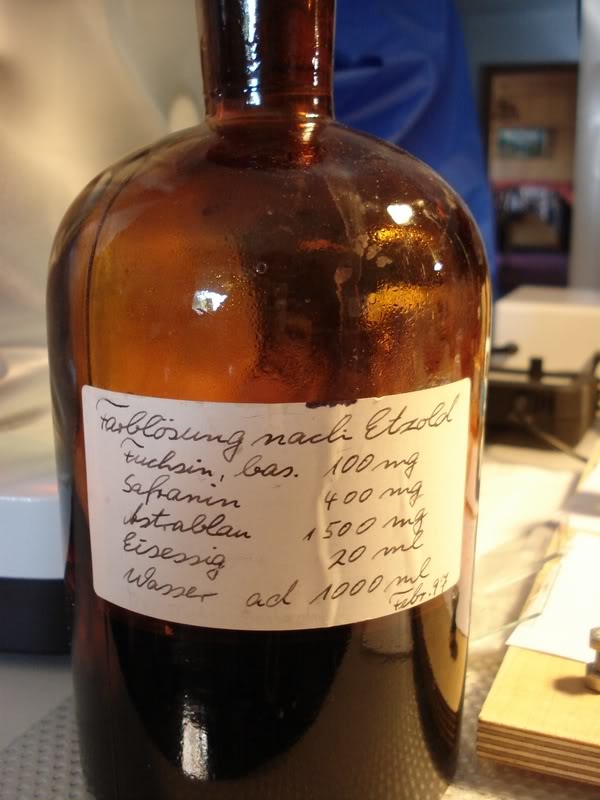 Farblösung nach Etzold
Fuchsin, bas. 100 mg
Safranin 400 mg
Astrablau 1500 mg
Eisessig 20 ml
Wasser ad 1000 ml
Febr. 97